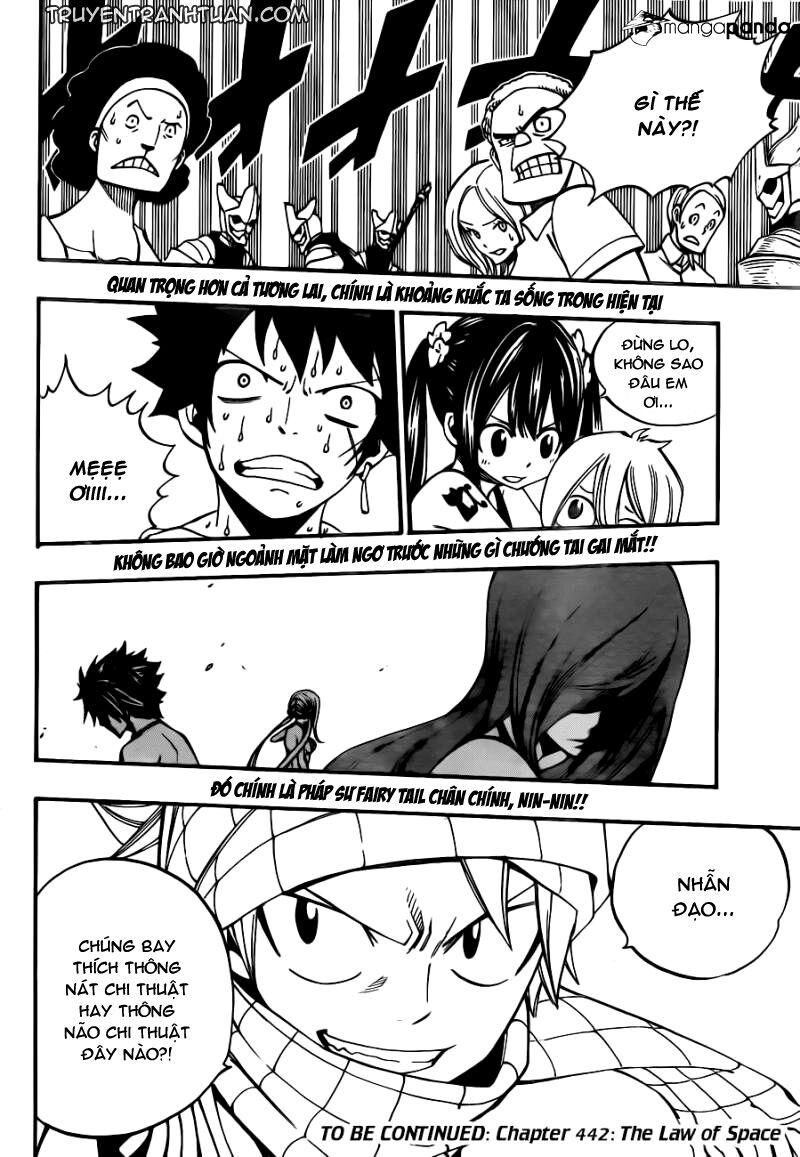 TRUYENTRANHTUAN.COM
mangapanda
GÌ THẾ
NÀY?!
QUAN TRỌNG HƠN CẢ TƯƠNG LAI, CHÍNH LÀ KHOẢNG KHẮC TA SỐNG TRONG HIỆN TẠI
ĐỪNG LO,
KHÔNG SAO
ĐÂU EM
ƠI...
MẸẸẸ
ƠIIII...
KHÔNG BAO GIỜ NGOẢNH MẶT LÀM NGƠ TRƯỚC NHỮNG GÌ CHƯỚNG TAI GAI MẮT!!
ĐÓ CHÍNH LÀ PHÁP SƯ FAIRY TAIL CHÂN CHÍNH, NIN-NIN!!
NHẪN
ĐẠO...
CHÚNG BAY
THÍCH THÔNG
NÁT CHI THUẬT
HAY THÔNG
NÃO CHI THUẬT
ĐÂY NÀO?!
TO BE CONTINUED: Chapter 442: The Law of Space